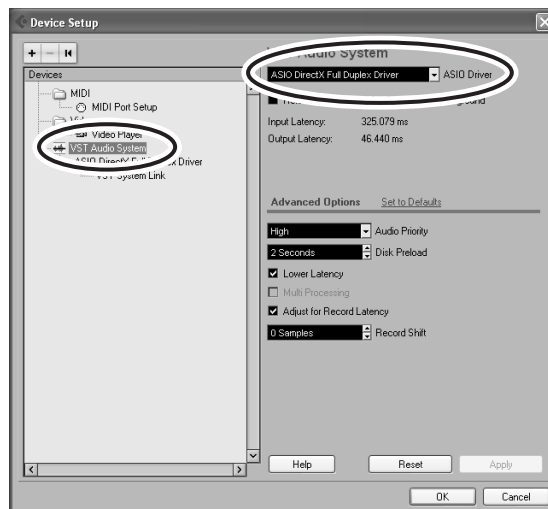 Device Setup
Devices
MIDI
MIDI Port Setup
Video Player
VST Audio System
Driver
VST System Link
Audio System
ASIO DirectX Full Duplex Driver
ASIO Driver
Input Latency: 325.079 ms
Output Latency: 46.440 ms
Advanced Options Set to Defaults
High Audio Priority
2 Seconds Disk Preload
Lower Latency
Multi Processing
Adjust for Record Latency
0 Samples Record Shift
Help Reset Apply
OK Cancel